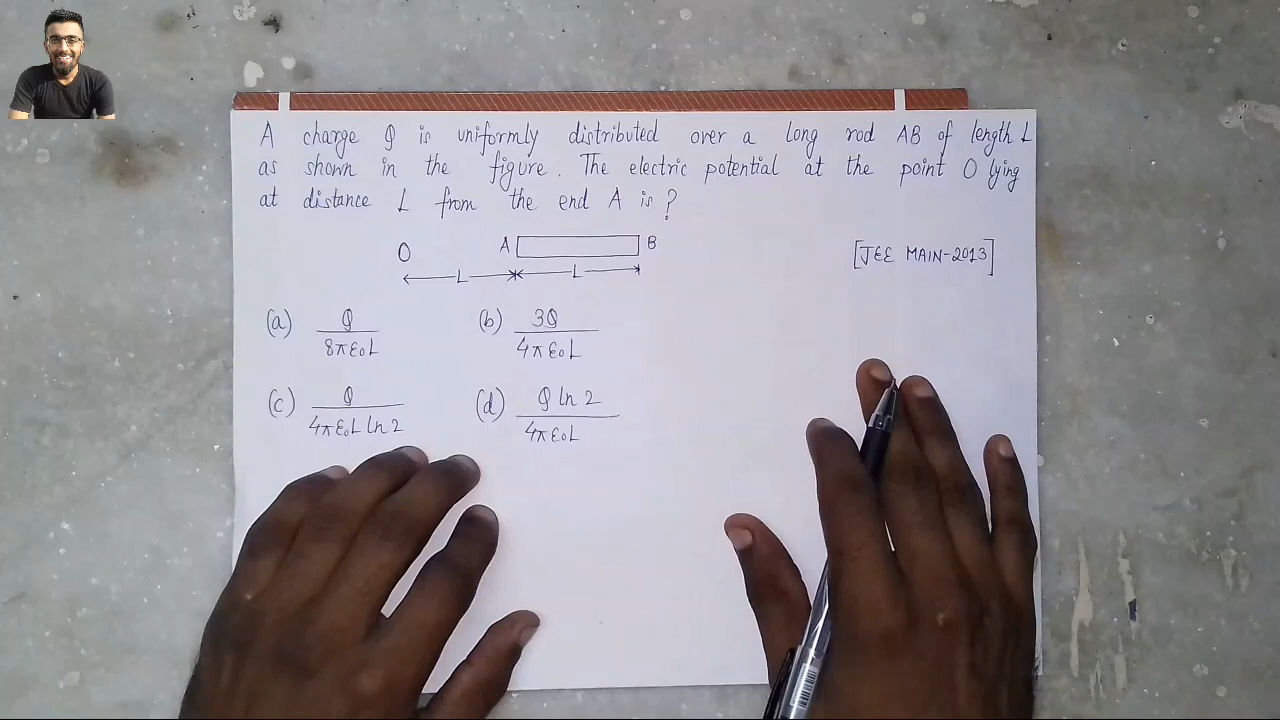 A charge Q is uniformly distributed over a long rod AB of length L
as shown in the figure. The electric potential at the point O lying
at distance L from the end A is?
O A B
L L
[JEE MAIN-2013]
(a) Q / 8πε₀L (b) 3Q / 4πε₀L
(c) Q / 4πε₀L ln 2 (d) Q ln 2 / 4πε₀L